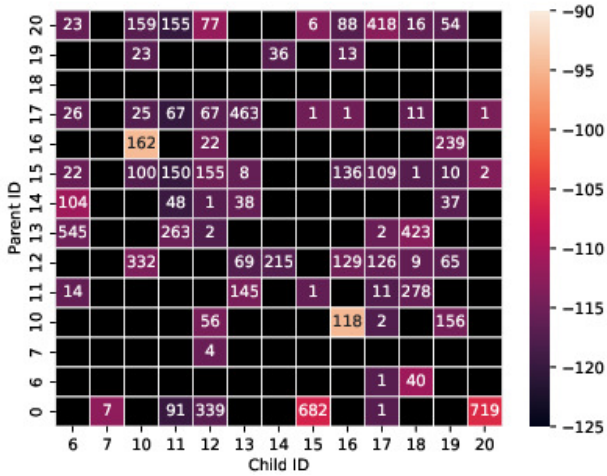 20 23 159 155 77 6 88 418 16 54
19 23 36 13
18
17 26 25 67 67 463 1 1 11 1
16 162 22 239
15 22 100 150 155 8 136 109 1 10 2
14 104 48 1 38 37
13 545 263 2 2 423
12 332 69 215 129 126 9 65
11 14 145 1 11 278
10 56 118 2 156
7 4
6 1 40
0 7 91 339 682 1 719
6 7 10 11 12 13 14 15 16 17 18 19 20
Child ID
Parent ID
−90
−95
−100
−105
−110
−115
−120
−125